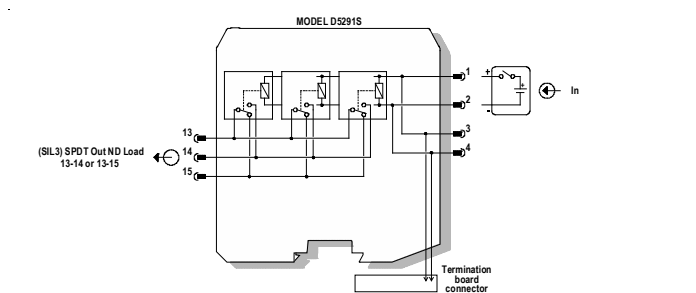 MODEL D5291S
1
+
In
2
-
+
13
3
(SIL3) SPDT Out ND Load
13-14 or 13-15
14
4
15
Termination
board
connector